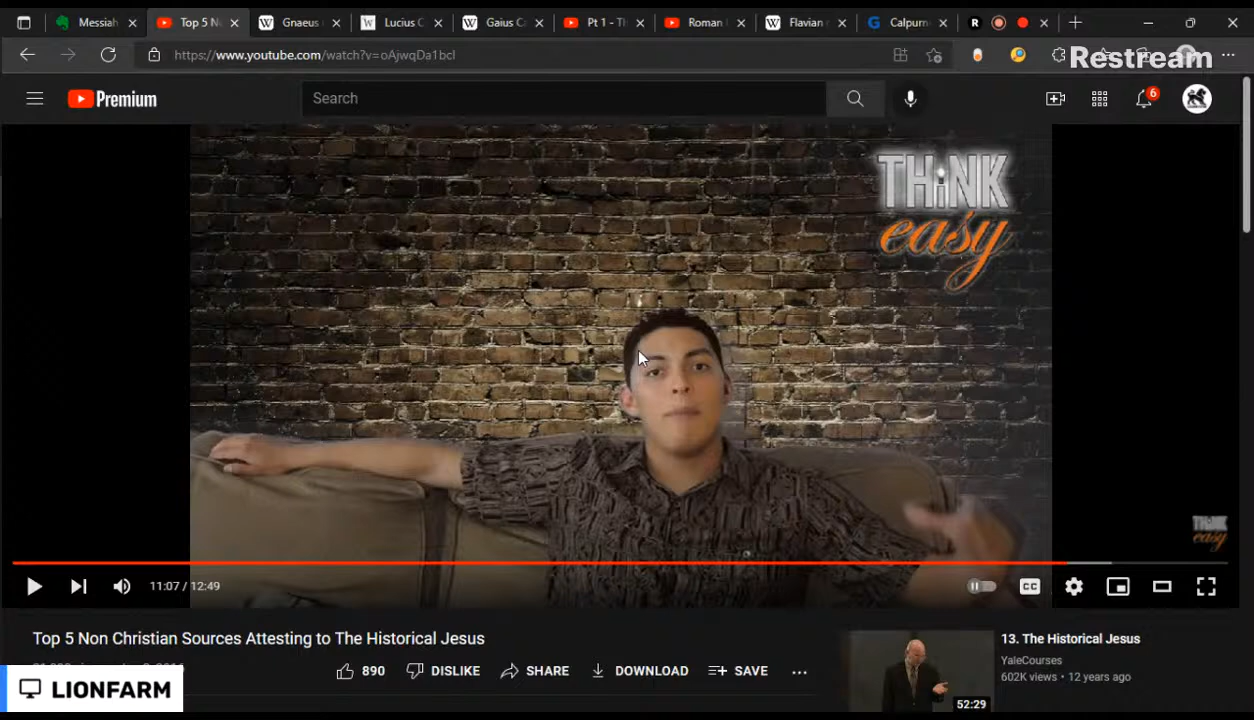 Messiah
Top 5 N
Gnaeus
Lucius C
Gaius Ca
Pt 1 - Th
Roman
Flavian
Calpurn
https://www.youtube.com/watch?v=oAjwqDa1bcI
Restream
Premium
Search
6
THiNK
easy
THiNK
easy
11:07 / 12:49
CC
Top 5 Non Christian Sources Attesting to The Historical Jesus
890
DISLIKE
SHARE
DOWNLOAD
SAVE
LIONFARM
13. The Historical Jesus
YaleCourses
602K views • 12 years ago
52:29